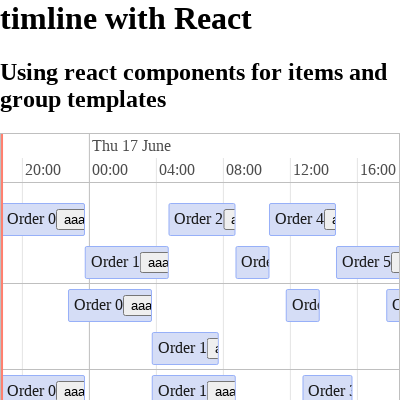 timline with React
Using react components for items and
group templates
Thu 17 June
20:00 00:00 04:00 08:00 12:00 16:00
Order 0 aaa Order 2 Order 4
Order 1 aaa Orde Order 5
Order 0 aaa Orde
Order 1
Order 0 aaa Order 1 aaa Order